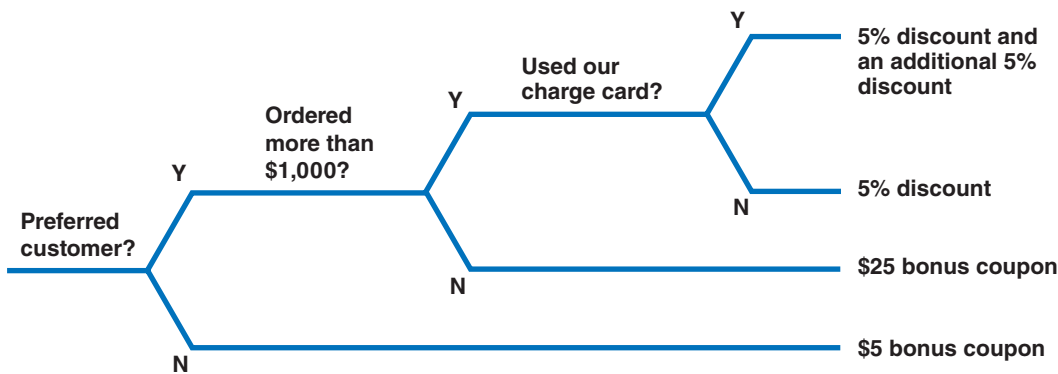 Preferred
customer?
Y
N
Ordered
more than
$1,000?
Y
N
Used our
charge card?
Y
N
5% discount and
an additional 5%
discount
5% discount
$25 bonus coupon
$5 bonus coupon